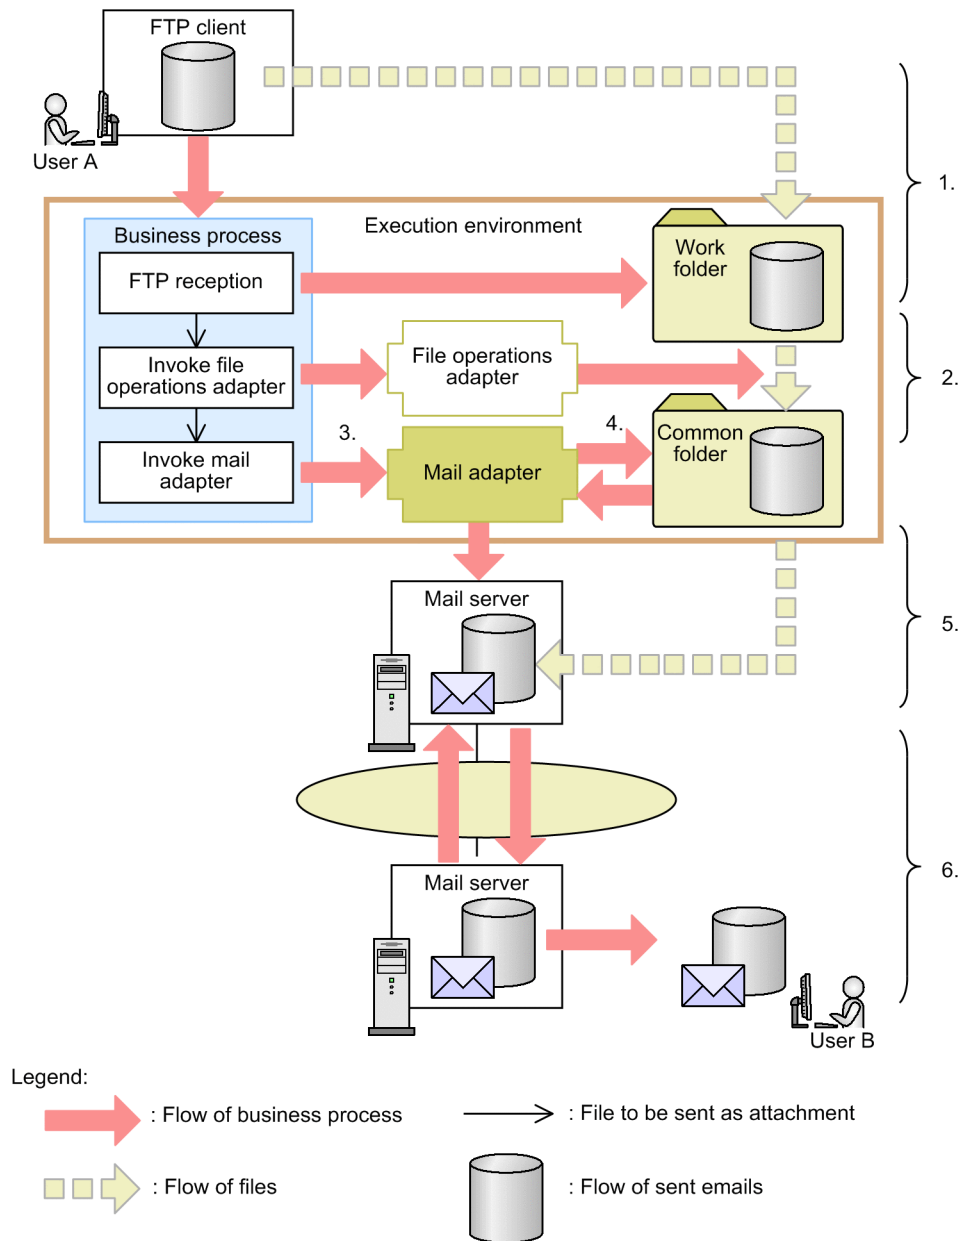 FTP client
User A
1.
Execution environment
Business process
FTP reception
Work
folder
Invoke file
operations adapter
File operations
adapter
2.
3.
4.
Common
folder
Invoke mail
adapter
Mail adapter
Mail server
5.
Mail server
6.
User B
Legend:
: Flow of business process
: File to be sent as attachment
: Flow of files
: Flow of sent emails